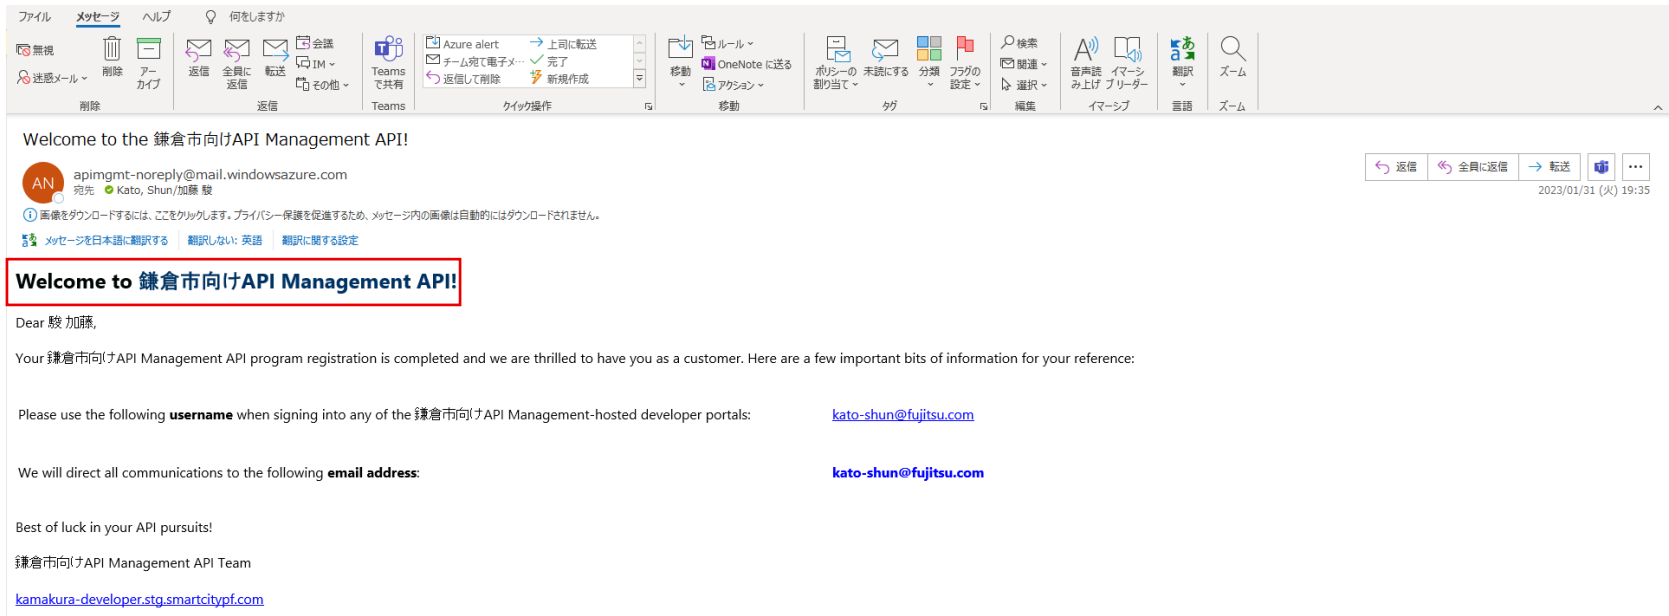 ファイル メッセージ ヘルプ 何をしますか
無視
迷惑メール
削除
アー
カイブ
削除
返信
全員に
返信
転送
会議
IM
その他
返信
Teams
で共有
Teams
Azure alert
チーム宛て電子メ…
返信して削除
上司に転送
完了
新規作成
クイック操作
移動
ルール
OneNote に送る
アクション
移動
ポリシーの
割り当て
未読にする
分類
フラグの
設定
タグ
検索
関連
選択
編集
音声読
み上げ
イマーシ
ブ リーダー
イマーシブ
翻訳
言語
ズーム
ズーム
Welcome to the 鎌倉市向けAPI Management API!
AN
apimgmt-noreply@mail.windowsazure.com
宛先 Kato, Shun/加藤 駿
返信 全員に返信 転送
2023/01/31 (火) 19:35
画像をダウンロードするには、ここをクリックします。プライバシー保護を促進するため、メッセージ内の画像は自動的にはダウンロードされません。
メッセージを日本語に翻訳する 翻訳しない: 英語 翻訳に関する設定
Welcome to 鎌倉市向けAPI Management API!
Dear 駿 加藤,
Your 鎌倉市向けAPI Management API program registration is completed and we are thrilled to have you as a customer. Here are a few important bits of information for your reference:
Please use the following username when signing into any of the 鎌倉市向けAPI Management-hosted developer portals: kato-shun@fujitsu.com
We will direct all communications to the following email address: kato-shun@fujitsu.com
Best of luck in your API pursuits!
鎌倉市向けAPI Management API Team
kamakura-developer.stg.smartcitypf.com